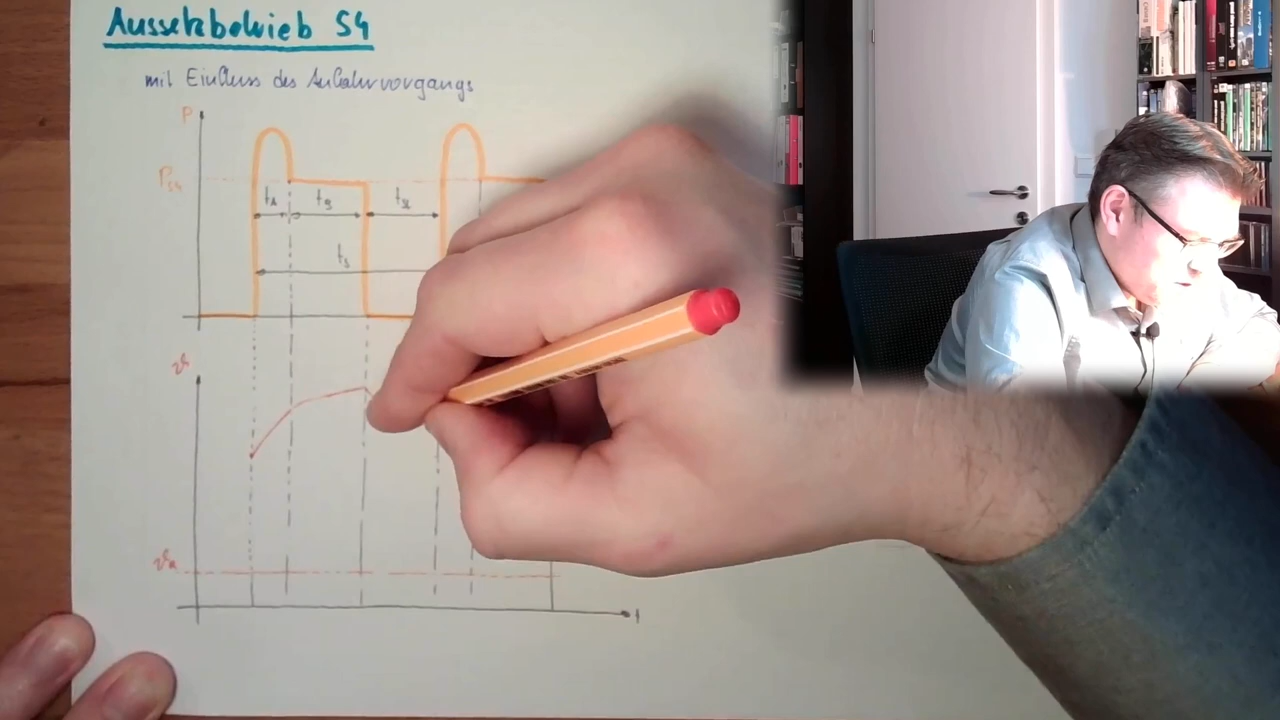 Aussetzbetrieb S4
mit Einfluss des Anlaufvorgangs
P
P_S4
t_A t_B t_St
t_S
ϑ
ϑ_a
t